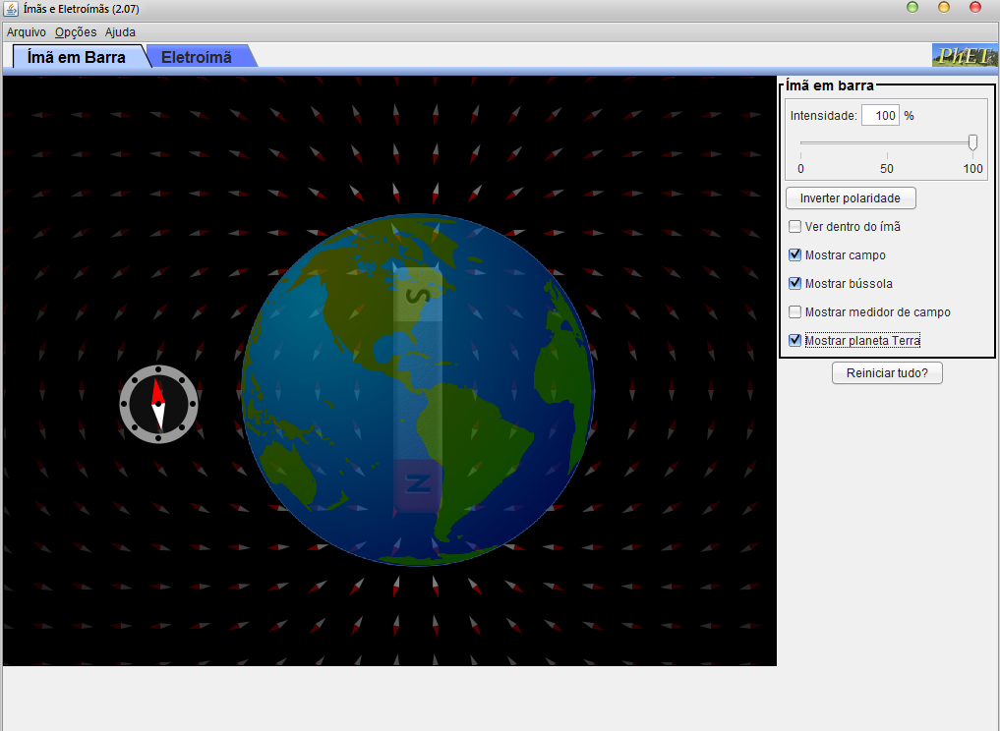 Ímãs e Eletroímãs (2.07)
Arquivo Opções Ajuda
Ímã em Barra Eletroimã
PhET
Ímã em barra
Intensidade: 100 %
0 50 100
Inverter polaridade
Ver dentro do ímã
Mostrar campo
Mostrar bússola
Mostrar medidor de campo
Mostrar planeta Terra
Reiniciar tudo?
S
N